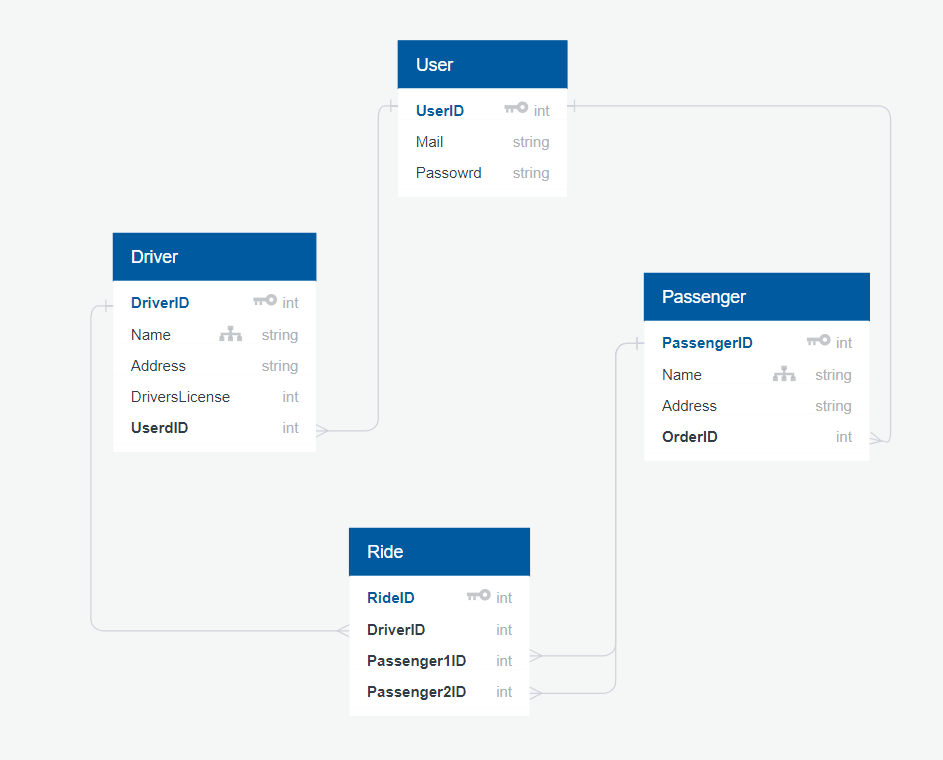 User
UserID int
Mail string
Passowrd string
Driver
DriverID int
Name string
Address string
DriversLicense int
UserdID int
Passenger
PassengerID int
Name string
Address string
OrderID int
Ride
RideID int
DriverID int
Passenger1ID int
Passenger2ID int